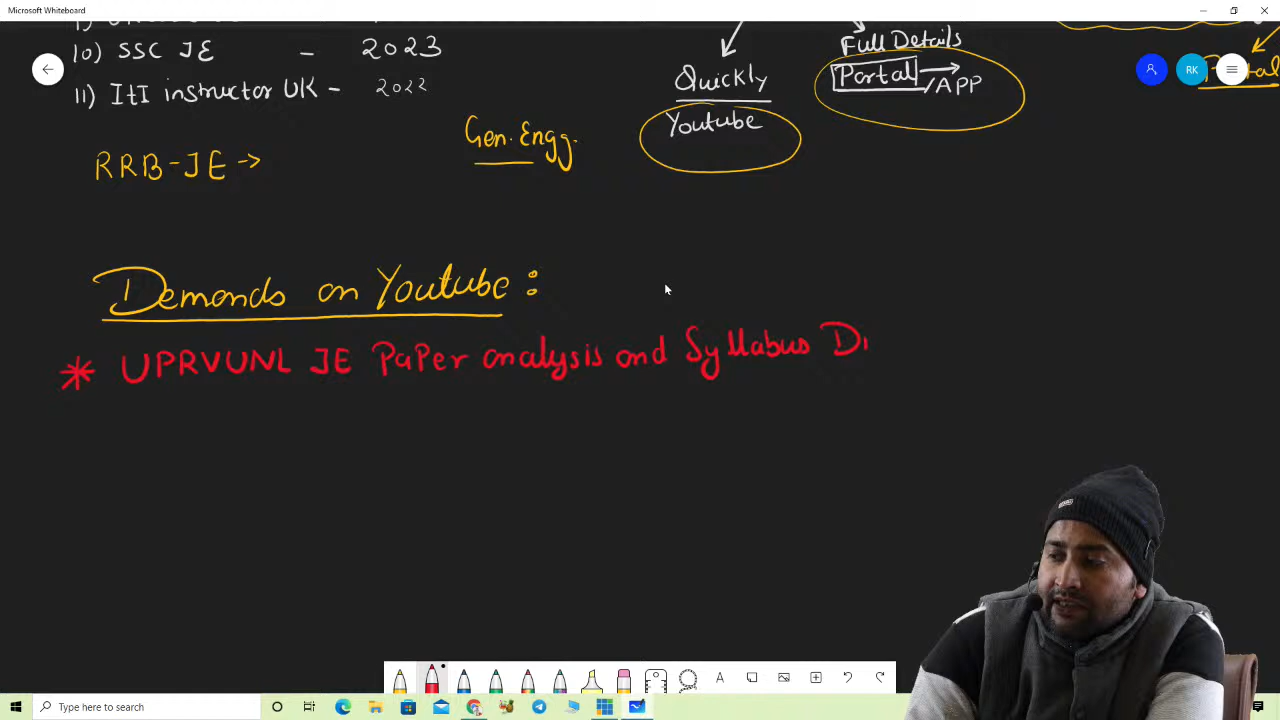 Microsoft Whiteboard
10) SSC JE - 2023
11) ItI instructor UK - 2022
Full Details
Portal /APP
Quickly
Youtube
RK
Gen. Engg.
RRB-JE →
Demands on Youtube :
* UPRVUNL JE PaPer analysis and Syllabus Di
A
Type here to search